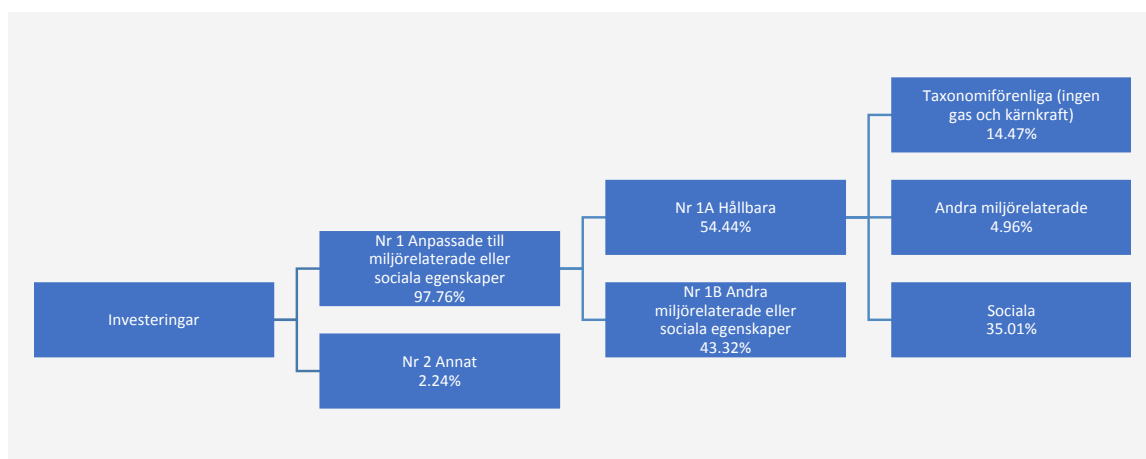 Investeringar
Nr 1 Anpassade till
miljörelaterade eller
sociala egenskaper
97.76%
Nr 2 Annat
2.24%
Nr 1A Hållbara
54.44%
Nr 1B Andra
miljörelaterade eller
sociala egenskaper
43.32%
Taxonomiförenliga (ingen
gas och kärnkraft)
14.47%
Andra miljörelaterade
4.96%
Sociala
35.01%